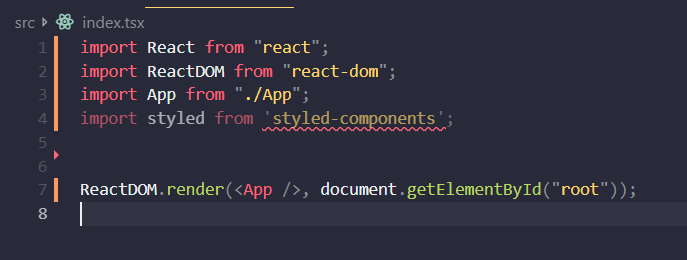 src > index.tsx
1 import React from "react";
2 import ReactDOM from "react-dom";
3 import App from "./App";
4 import styled from 'styled-components';
5
6
7 ReactDOM.render(<App />, document.getElementById("root"));
8